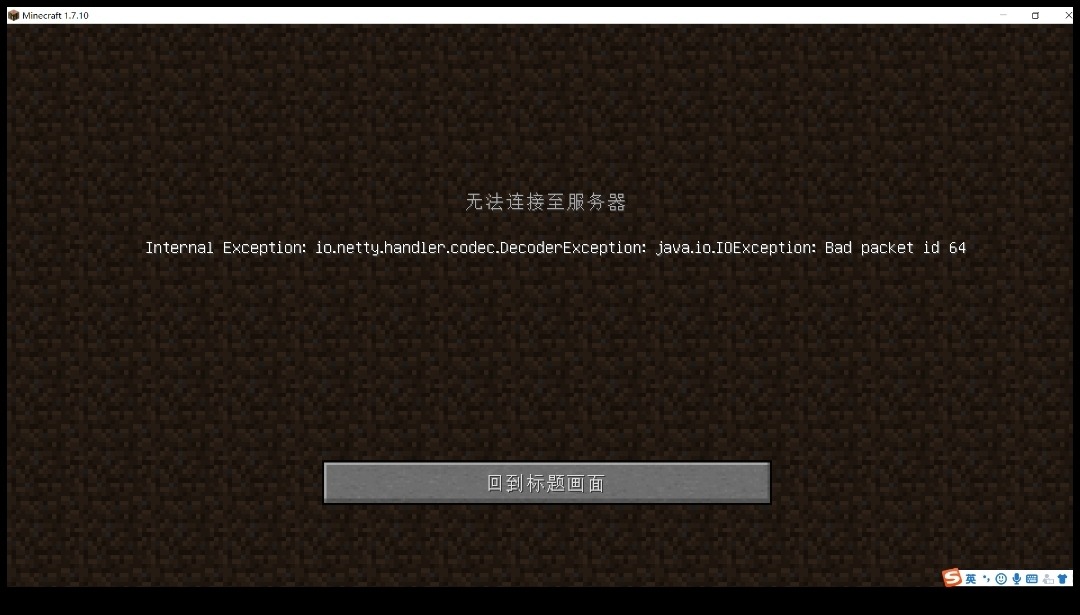 Minecraft 1.7.10
无法连接至服务器
Internal Exception: io.netty.handler.codec.DecoderException: java.io.IOException: Bad packet id 64
回到标题画面
S 英